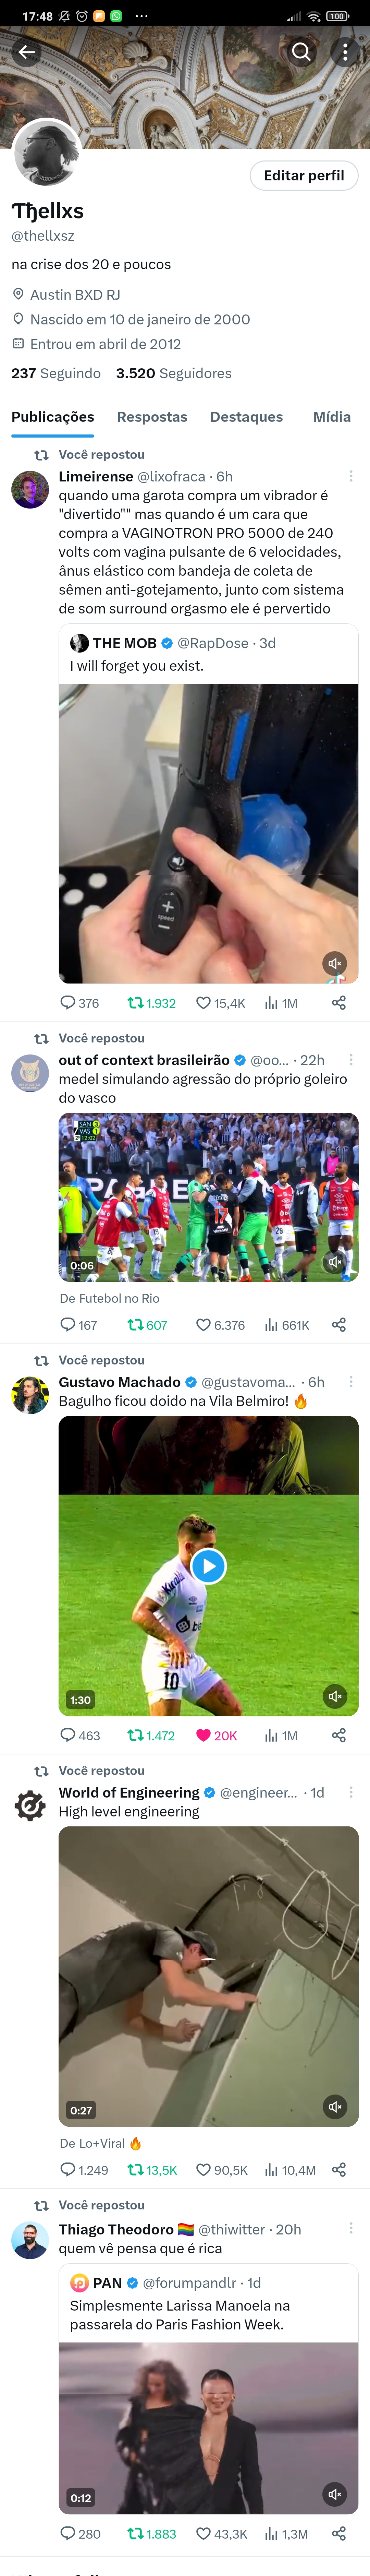 17:48
100
Editar perfil
Ꞇђellxs
@thellxsz
na crise dos 20 e poucos
Austin BXD RJ
Nascido em 10 de janeiro de 2000
Entrou em abril de 2012
237 Seguindo 3.520 Seguidores
Publicações Respostas Destaques Mídia
Você repostou
Limeirense @lixofraca · 6h
quando uma garota compra um vibrador é
"divertido"" mas quando é um cara que
compra a VAGINOTRON PRO 5000 de 240
volts com vagina pulsante de 6 velocidades,
ânus elástico com bandeja de coleta de
sêmen anti-gotejamento, junto com sistema
de som surround orgasmo ele é pervertido
THE MOB @RapDose · 3d
I will forget you exist.
+
speed
−
376 1.932 15,4K 1M
Você repostou
out of context brasileirão @oo... · 22h
medel simulando agressão do próprio goleiro
do vasco
SAN 3
VAS 1
2º 12:02
17
0:06
De Futebol no Rio
167 607 6.376 661K
Você repostou
Gustavo Machado @gustavoma... · 6h
Bagulho ficou doido na Vila Belmiro! 🔥
10
1:30
463 1.472 20K 1M
Você repostou
World of Engineering @engineer... · 1d
High level engineering
0:27
De Lo+Viral 🔥
1.249 13,5K 90,5K 10,4M
Você repostou
Thiago Theodoro 🏳️‍🌈 @thiwitter · 20h
quem vê pensa que é rica
PAN @forumpandlr · 1d
Simplesmente Larissa Manoela na
passarela do Paris Fashion Week.
0:12
280 1.883 43,3K 1,3M